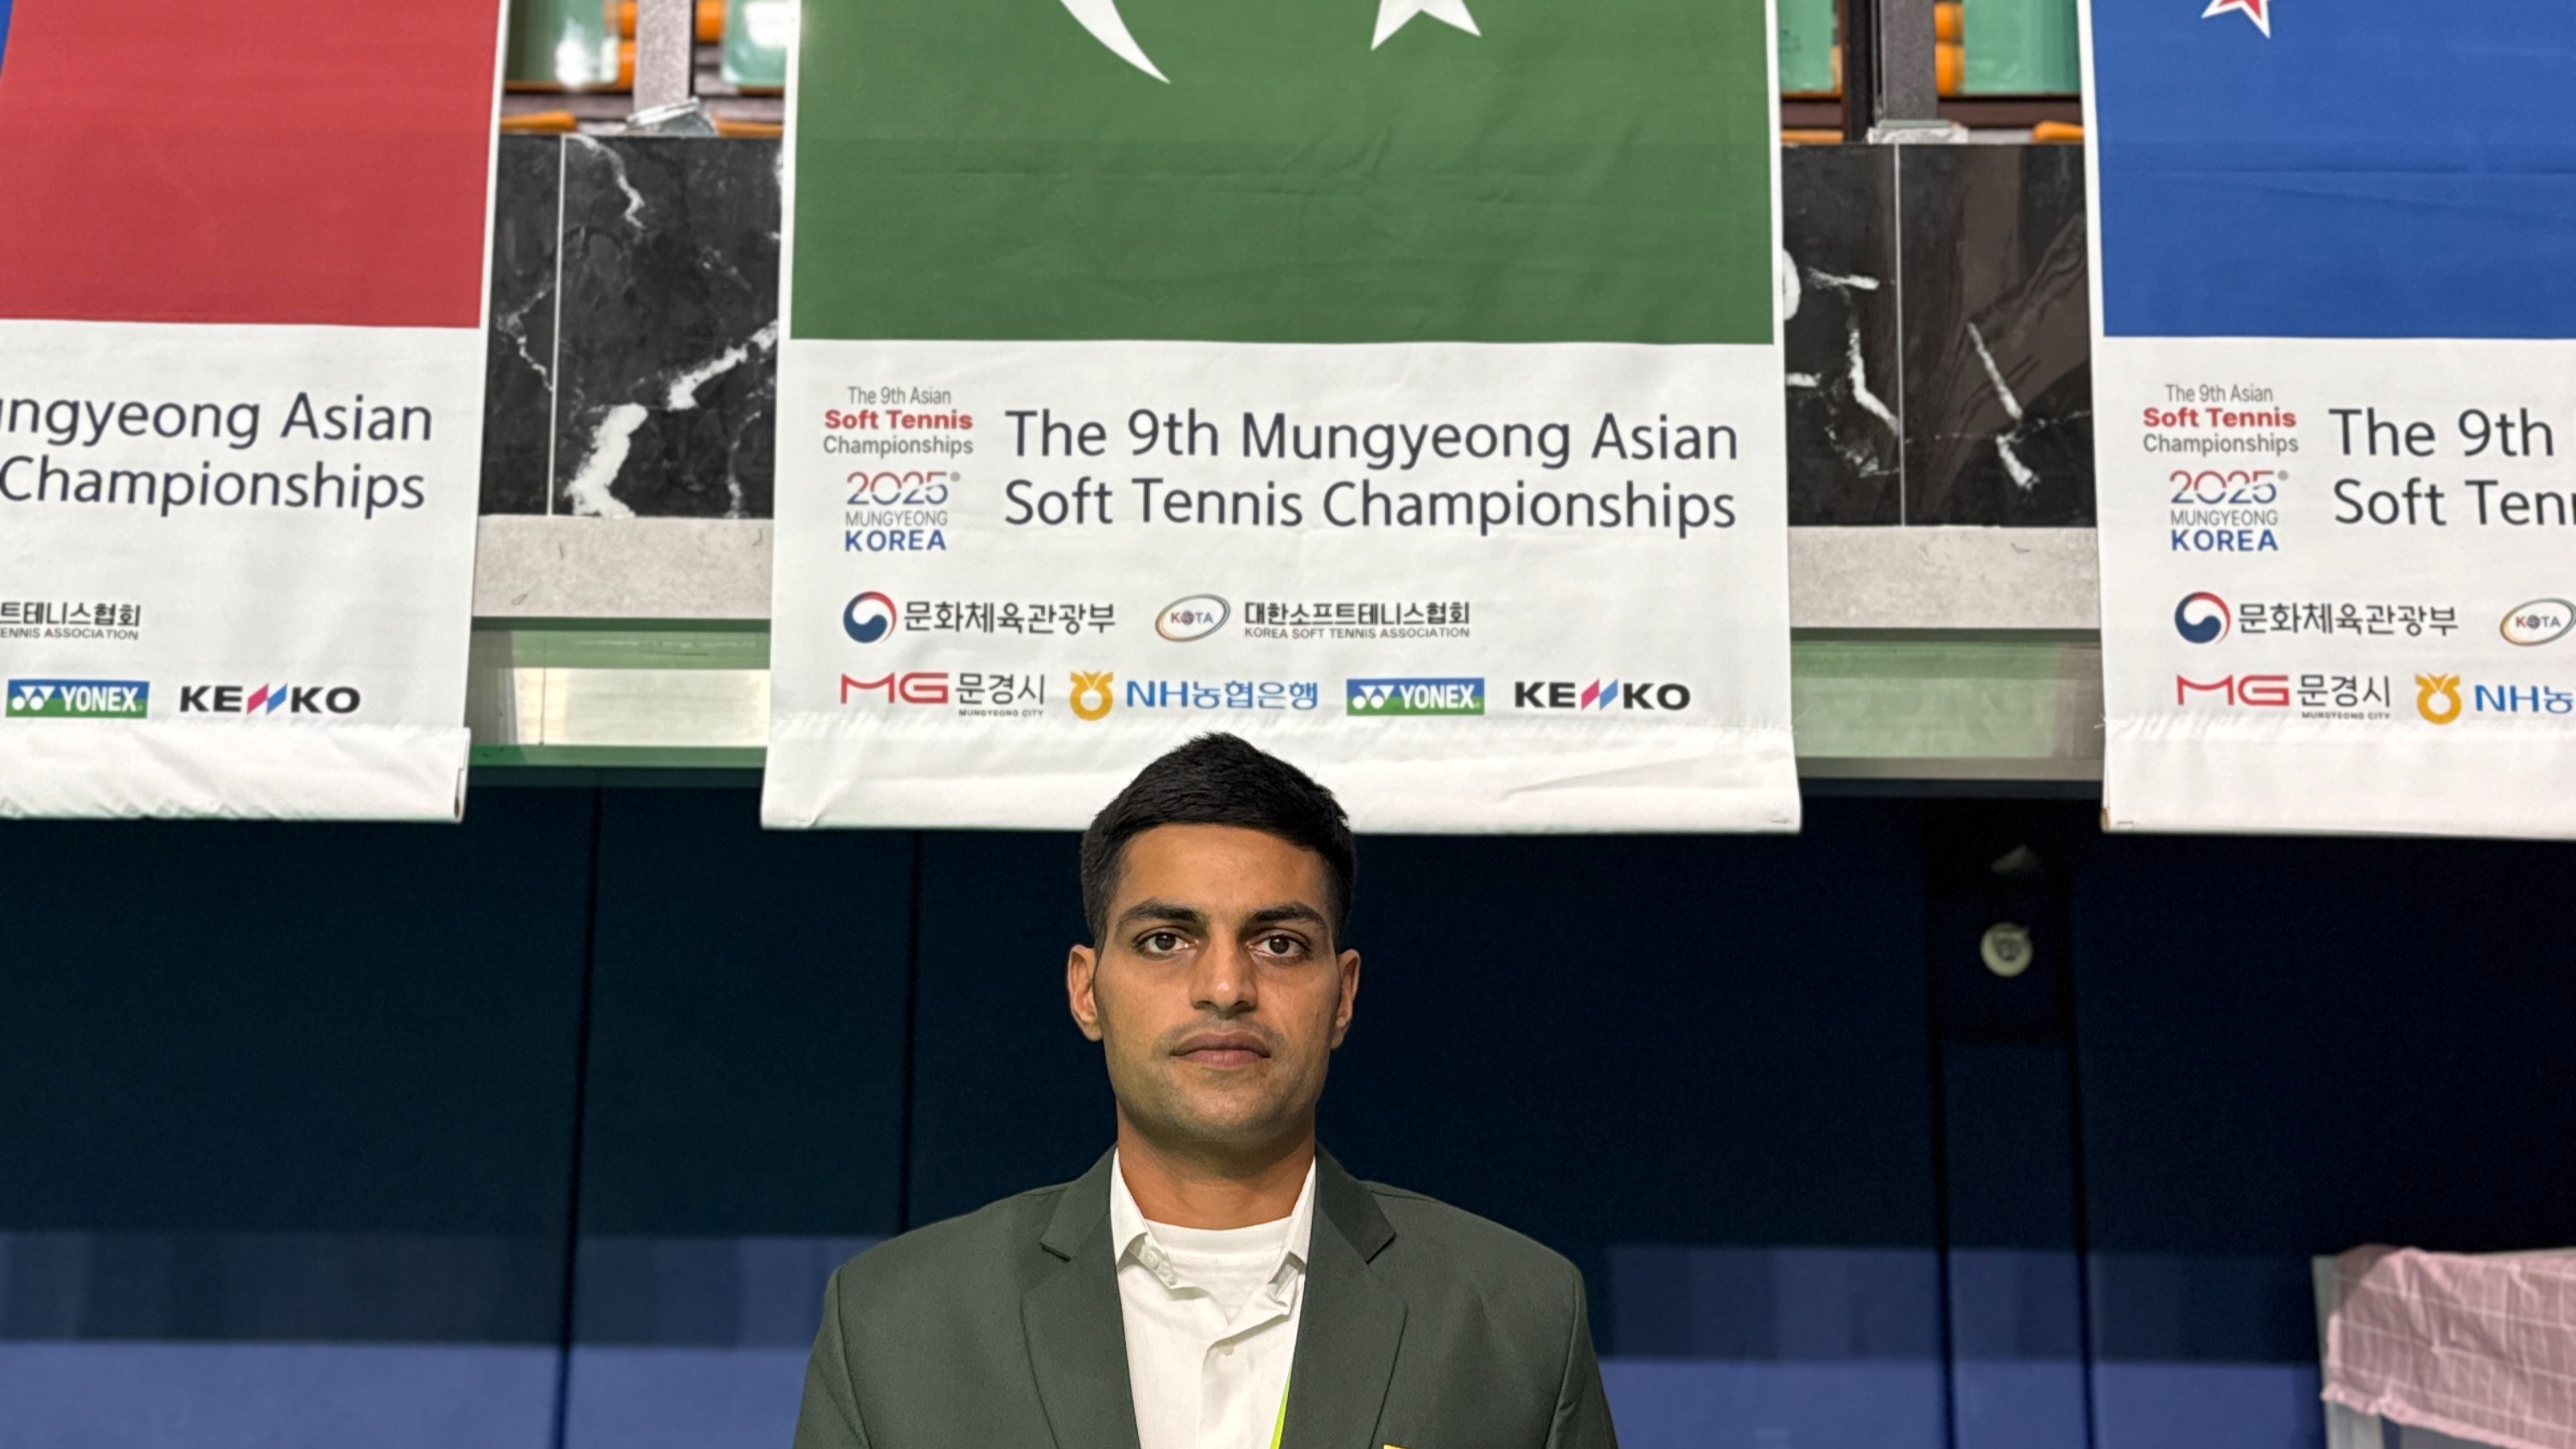 ngyeong Asian
Championships
트테니스협회
ENNIS ASSOCIATION
YONEX
KENKO
The 9th Asian
Soft Tennis
Championships
2025
MUNGYEONG
KOREA
The 9th Mungyeong Asian
Soft Tennis Championships
문화체육관광부
KSTA
대한소프트테니스협회
KOREA SOFT TENNIS ASSOCIATION
MG 문경시
MUNGYEONG CITY
NH농협은행
YONEX
KENKO
The 9th Asian
Soft Tennis
Championships
2025
MUNGYEONG
KOREA
The 9th
Soft Ten
문화체육관광부
KSTA
MG 문경시
MUNGYEONG CITY
NH농